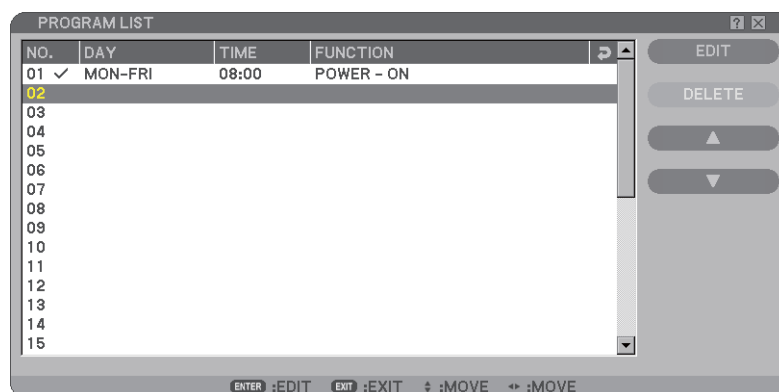 PROGRAM LIST
NO. DAY TIME FUNCTION
01 ✓ MON–FRI 08:00 POWER – ON
02
03
04
05
06
07
08
09
10
11
12
13
14
15
EDIT
DELETE
ENTER :EDIT EXIT :EXIT :MOVE :MOVE